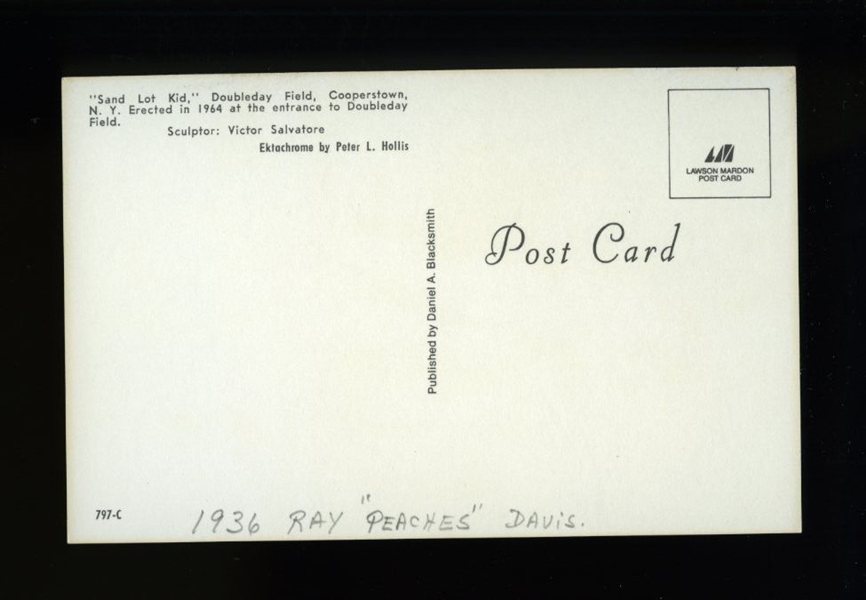 "Sand Lot Kid," Doubleday Field, Cooperstown,
N. Y. Erected in 1964 at the entrance to Doubleday
Field.
Sculptor: Victor Salvatore
Ektachrome by Peter L. Hollis
LAWSON MARDON
POST CARD
Post Card
Published by Daniel A. Blacksmith
797-C
1936 RAY "PEACHES" DAVIS.